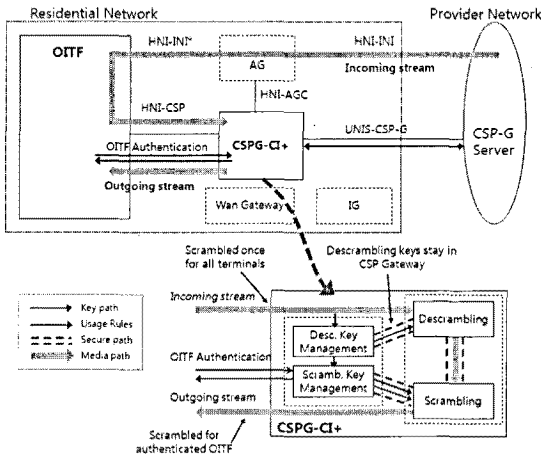 Residential Network
Provider Network
OITF
HNI-INI*
HNI-INI
AG
Incoming stream
HNI-AGC
HNI-CSP
CSPG-CI+
UNIS-CSP-G
CSP-G
Server
OITF Authentication
Outgoing stream
Wan Gateway
IG
Scrambled once
for all terminals
Descrambling keys stay in
CSP Gateway
Incoming stream
Key path
Usage Rules
Secure path
Media path
Desc. Key
Management
Descrambling
OITF Authentication
Scramb. Key
Management
Outgoing stream
Scrambling
CSPG-CI+
Scrambled for
authenticated OITF